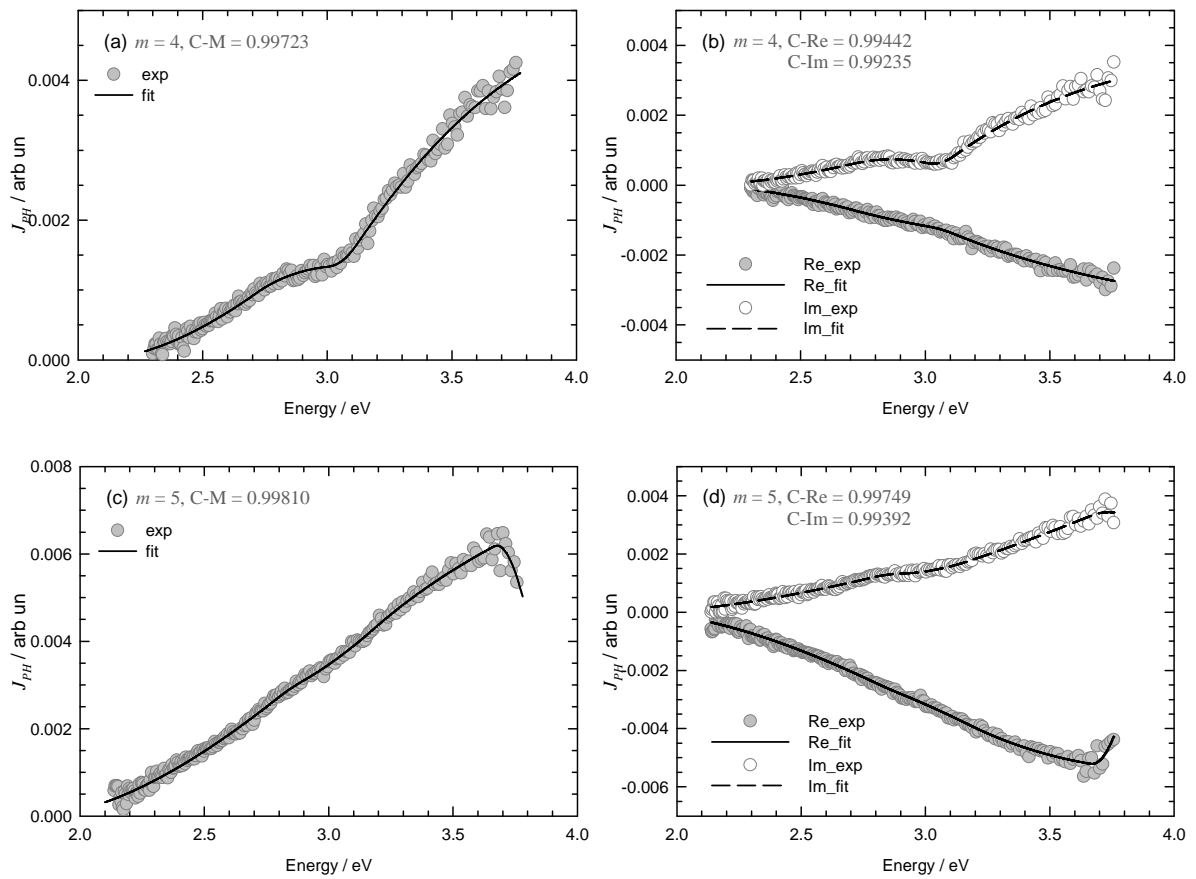 (a) m = 4, C-M = 0.99723
exp
fit
0.004
0.002
0.000
J_PH / arb un
2.0 2.5 3.0 3.5 4.0
Energy / eV
(b) m = 4, C-Re = 0.99442
C-Im = 0.99235
0.004
0.002
0.000
-0.002
-0.004
J_PH / arb un
Re_exp
Re_fit
Im_exp
Im_fit
2.0 2.5 3.0 3.5 4.0
Energy / eV
(c) m = 5, C-M = 0.99810
exp
fit
0.008
0.006
0.004
0.002
0.000
J_PH / arb un
2.0 2.5 3.0 3.5 4.0
Energy / eV
(d) m = 5, C-Re = 0.99749
C-Im = 0.99392
0.004
0.002
0.000
-0.002
-0.004
-0.006
J_PH / arb un
Re_exp
Re_fit
Im_exp
Im_fit
2.0 2.5 3.0 3.5 4.0
Energy / eV